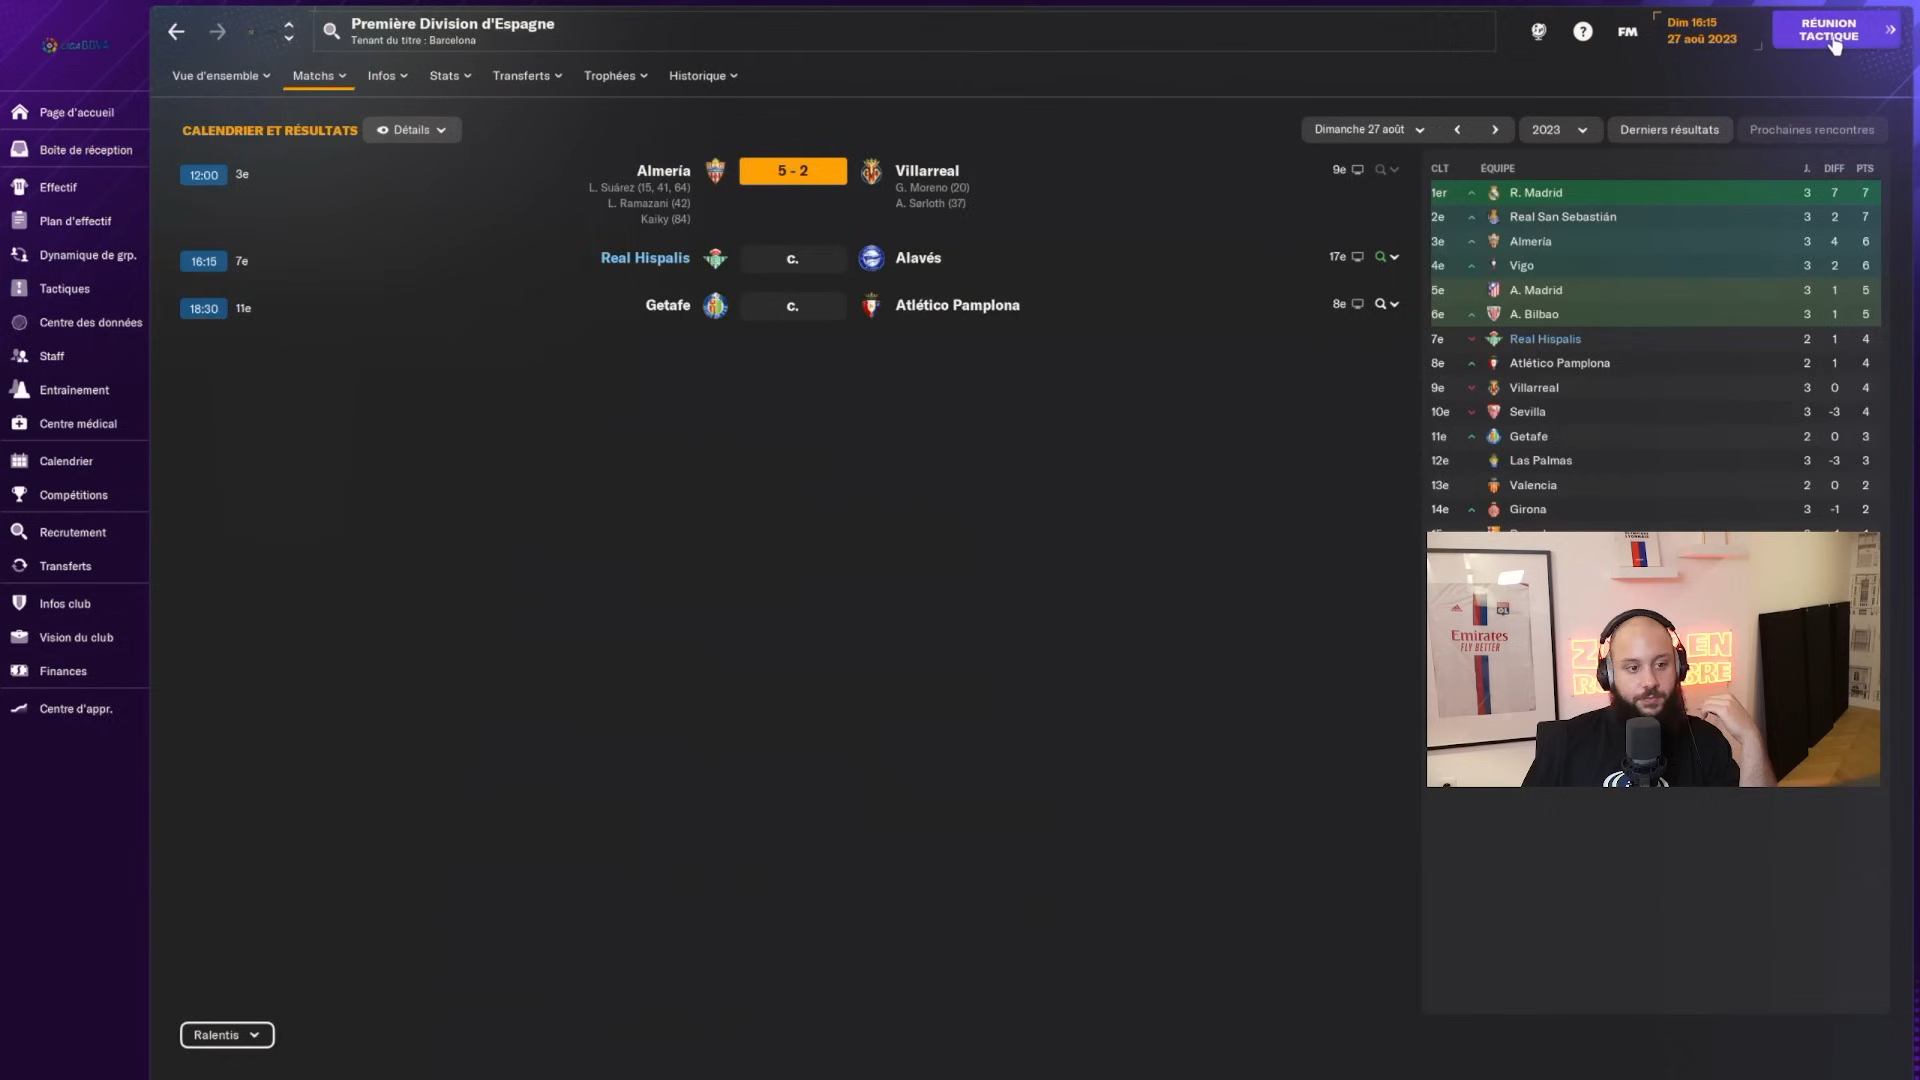 LIGA BBVA
Page d'accueil
Boîte de réception
Effectif
Plan d'effectif
Dynamique de grp.
Tactiques
Centre des données
Staff
Entraînement
Centre médical
Calendrier
Compétitions
Recrutement
Transferts
Infos club
Vision du club
Finances
Centre d'appr.
Première Division d'Espagne
Tenant du titre : Barcelona
FM
Dim 16:15
27 aoû 2023
RÉUNION
TACTIQUE
Vue d'ensemble Matchs Infos Stats Transferts Trophées Historique
CALENDRIER ET RÉSULTATS Détails
Dimanche 27 août 2023 Derniers résultats Prochaines rencontres
12:00 3e Almería 5 - 2 Villarreal 9e
L. Suárez (15, 41, 64) G. Moreno (20)
L. Ramazani (42) A. Sørloth (37)
Kaiky (84)
16:15 7e Real Hispalis c. Alavés 17e
18:30 11e Getafe c. Atlético Pamplona 8e
CLT ÉQUIPE J. DIFF PTS
1er R. Madrid 3 7 7
2e Real San Sebastián 3 2 7
3e Almería 3 4 6
4e Vigo 3 2 6
5e A. Madrid 3 1 5
6e A. Bilbao 3 1 5
7e Real Hispalis 2 1 4
8e Atlético Pamplona 2 1 4
9e Villarreal 3 0 4
10e Sevilla 3 -3 4
11e Getafe 2 0 3
12e Las Palmas 3 -3 3
13e Valencia 2 0 2
14e Girona 3 -1 2
LYONNAIS
OL
Emirates
FLY BETTER
EN
Ralentis